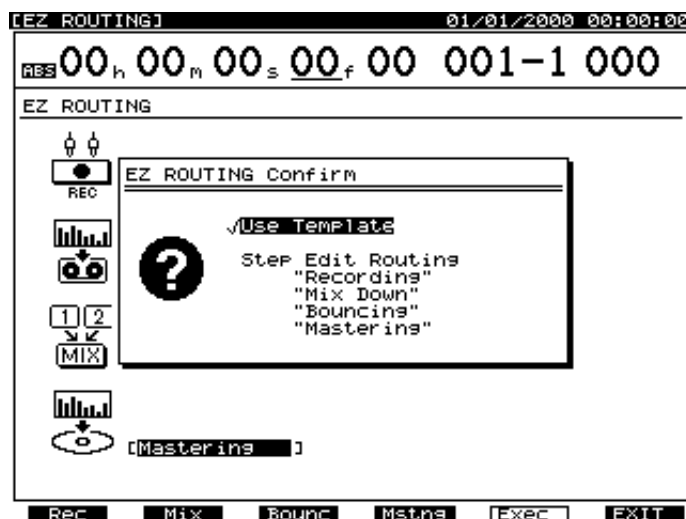 [EZ ROUTING] 01/01/2000 00:00:00
ABS 00h 00m 00s 00f 00 001-1 000
EZ ROUTING
REC
EZ ROUTING Confirm
√Use Template
?
Step Edit Routing
"Recording"
"Mix Down"
"Bouncing"
"Mastering"
1 2
MIX
[Mastering ]
Rec Mix Bounc Mstng Exec EXIT